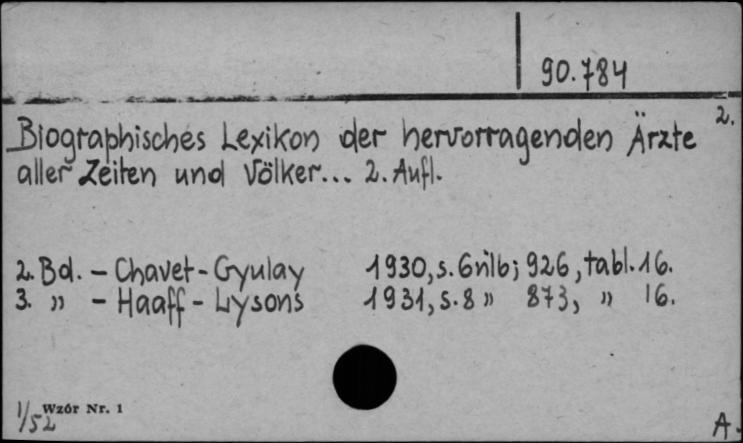 90.784
2.
Biographisches Lexikon der hervorragenden Ärzte
aller Zeiten und Völker... 2. Aufl.
2. Bd. – Chavet - Gyulay 1930, s. 6nlb; 926, tabl. 16.
3. „ – Haaff - Lysons 1931, s. 8 „ 873, „ 16.
1/52 Wzór Nr. 1
A.